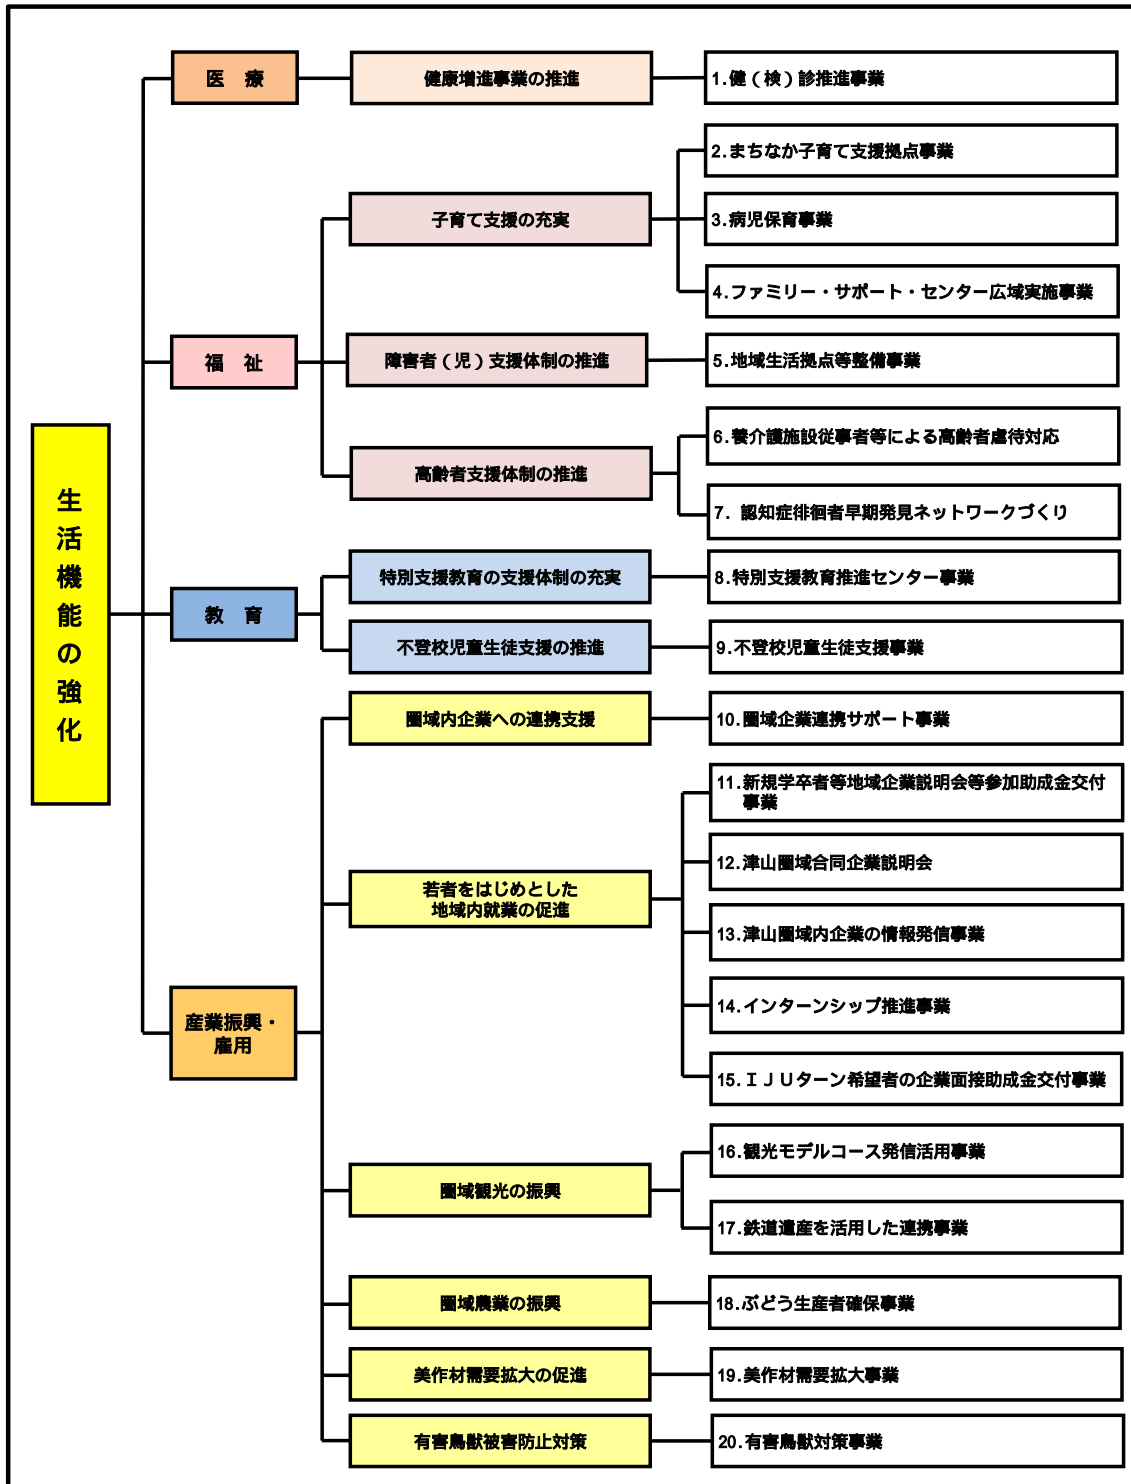 生活機能の強化
医 療
健康増進事業の推進
1.健（検）診推進事業
福 祉
子育て支援の充実
2.まちなか子育て支援拠点事業
3.病児保育事業
4.ファミリー・サポート・センター広域実施事業
障害者（児）支援体制の推進
5.地域生活拠点等整備事業
高齢者支援体制の推進
6.養介護施設従事者等による高齢者虐待対応
7. 認知症徘徊者早期発見ネットワークづくり
教 育
特別支援教育の支援体制の充実
8.特別支援教育推進センター事業
不登校児童生徒支援の推進
9.不登校児童生徒支援事業
産業振興・
雇用
圏域内企業への連携支援
10.圏域企業連携サポート事業
若者をはじめとした
地域内就業の促進
11.新規学卒者等地域企業説明会等参加助成金交付
事業
12.津山圏域合同企業説明会
13.津山圏域内企業の情報発信事業
14.インターンシップ推進事業
15.ＩＪＵターン希望者の企業面接助成金交付事業
圏域観光の振興
16.観光モデルコース発信活用事業
17.鉄道遺産を活用した連携事業
圏域農業の振興
18.ぶどう生産者確保事業
美作材需要拡大の促進
19.美作材需要拡大事業
有害鳥獣被害防止対策
20.有害鳥獣対策事業